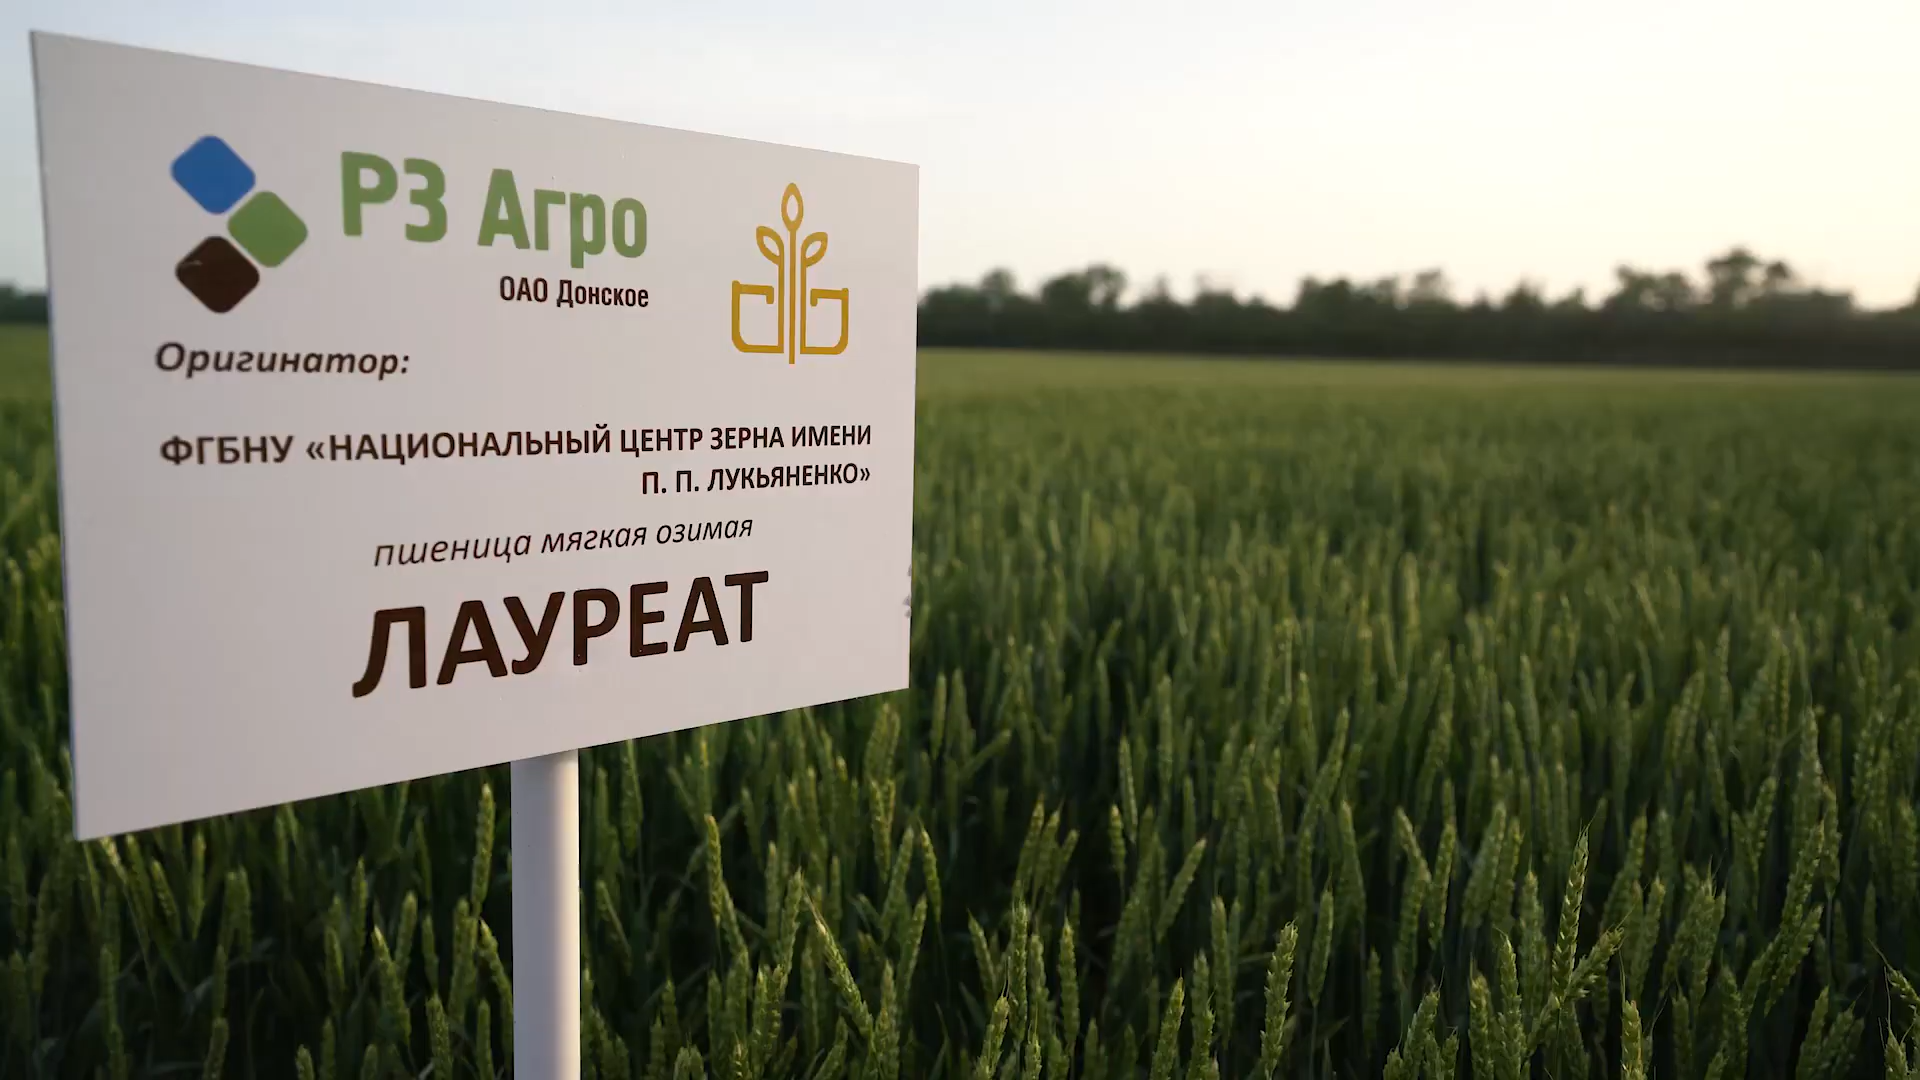 РЗ Агро
ОАО Донское
Оригинатор:
ФГБНУ «НАЦИОНАЛЬНЫЙ ЦЕНТР ЗЕРНА ИМЕНИ
П. П. ЛУКЬЯНЕНКО»
пшеница мягкая озимая
ЛАУРЕАТ